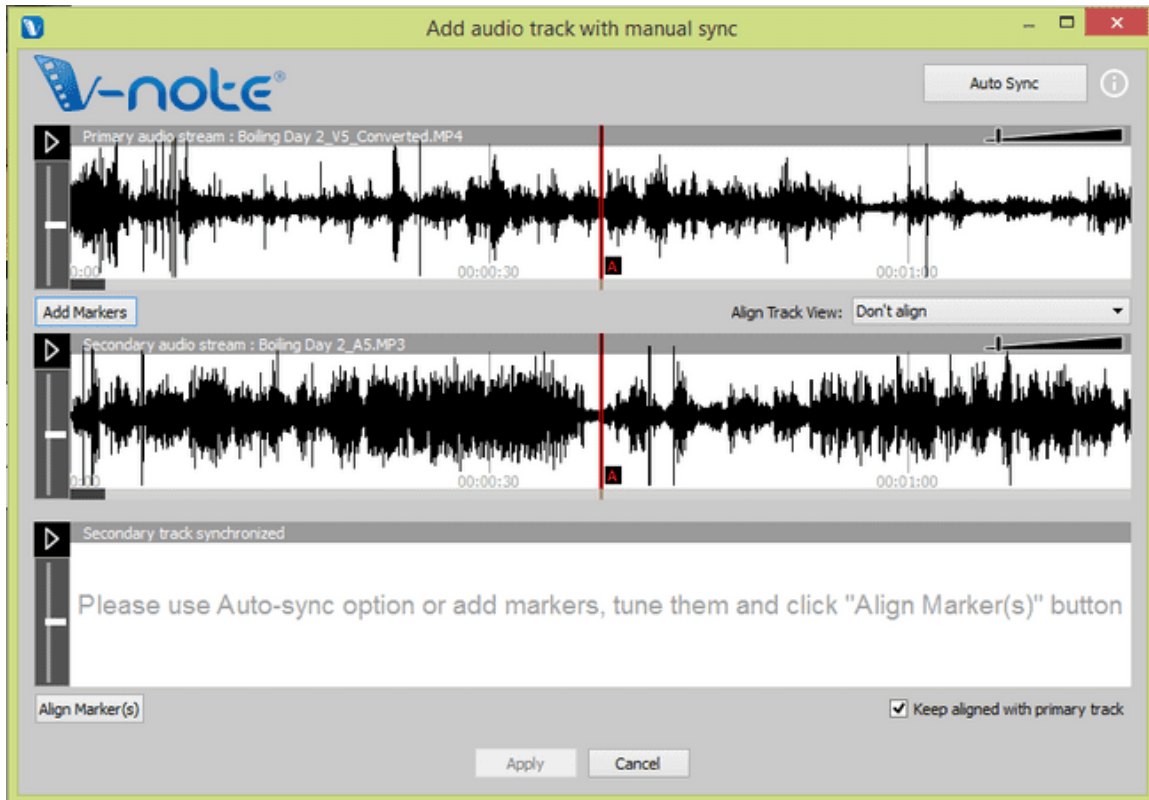 Add audio track with manual sync
V-note®
Auto Sync
Primary audio stream : Boiling Day 2_V5_Converted.MP4
0:00
00:00:30
A
00:01:00
Add Markers
Align Track View: Don't align
Secondary audio stream : Boiling Day 2_A5.MP3
0:00
00:00:30
A
00:01:00
Secondary track synchronized
Please use Auto-sync option or add markers, tune them and click "Align Marker(s)" button
Align Marker(s)
Keep aligned with primary track
Apply
Cancel